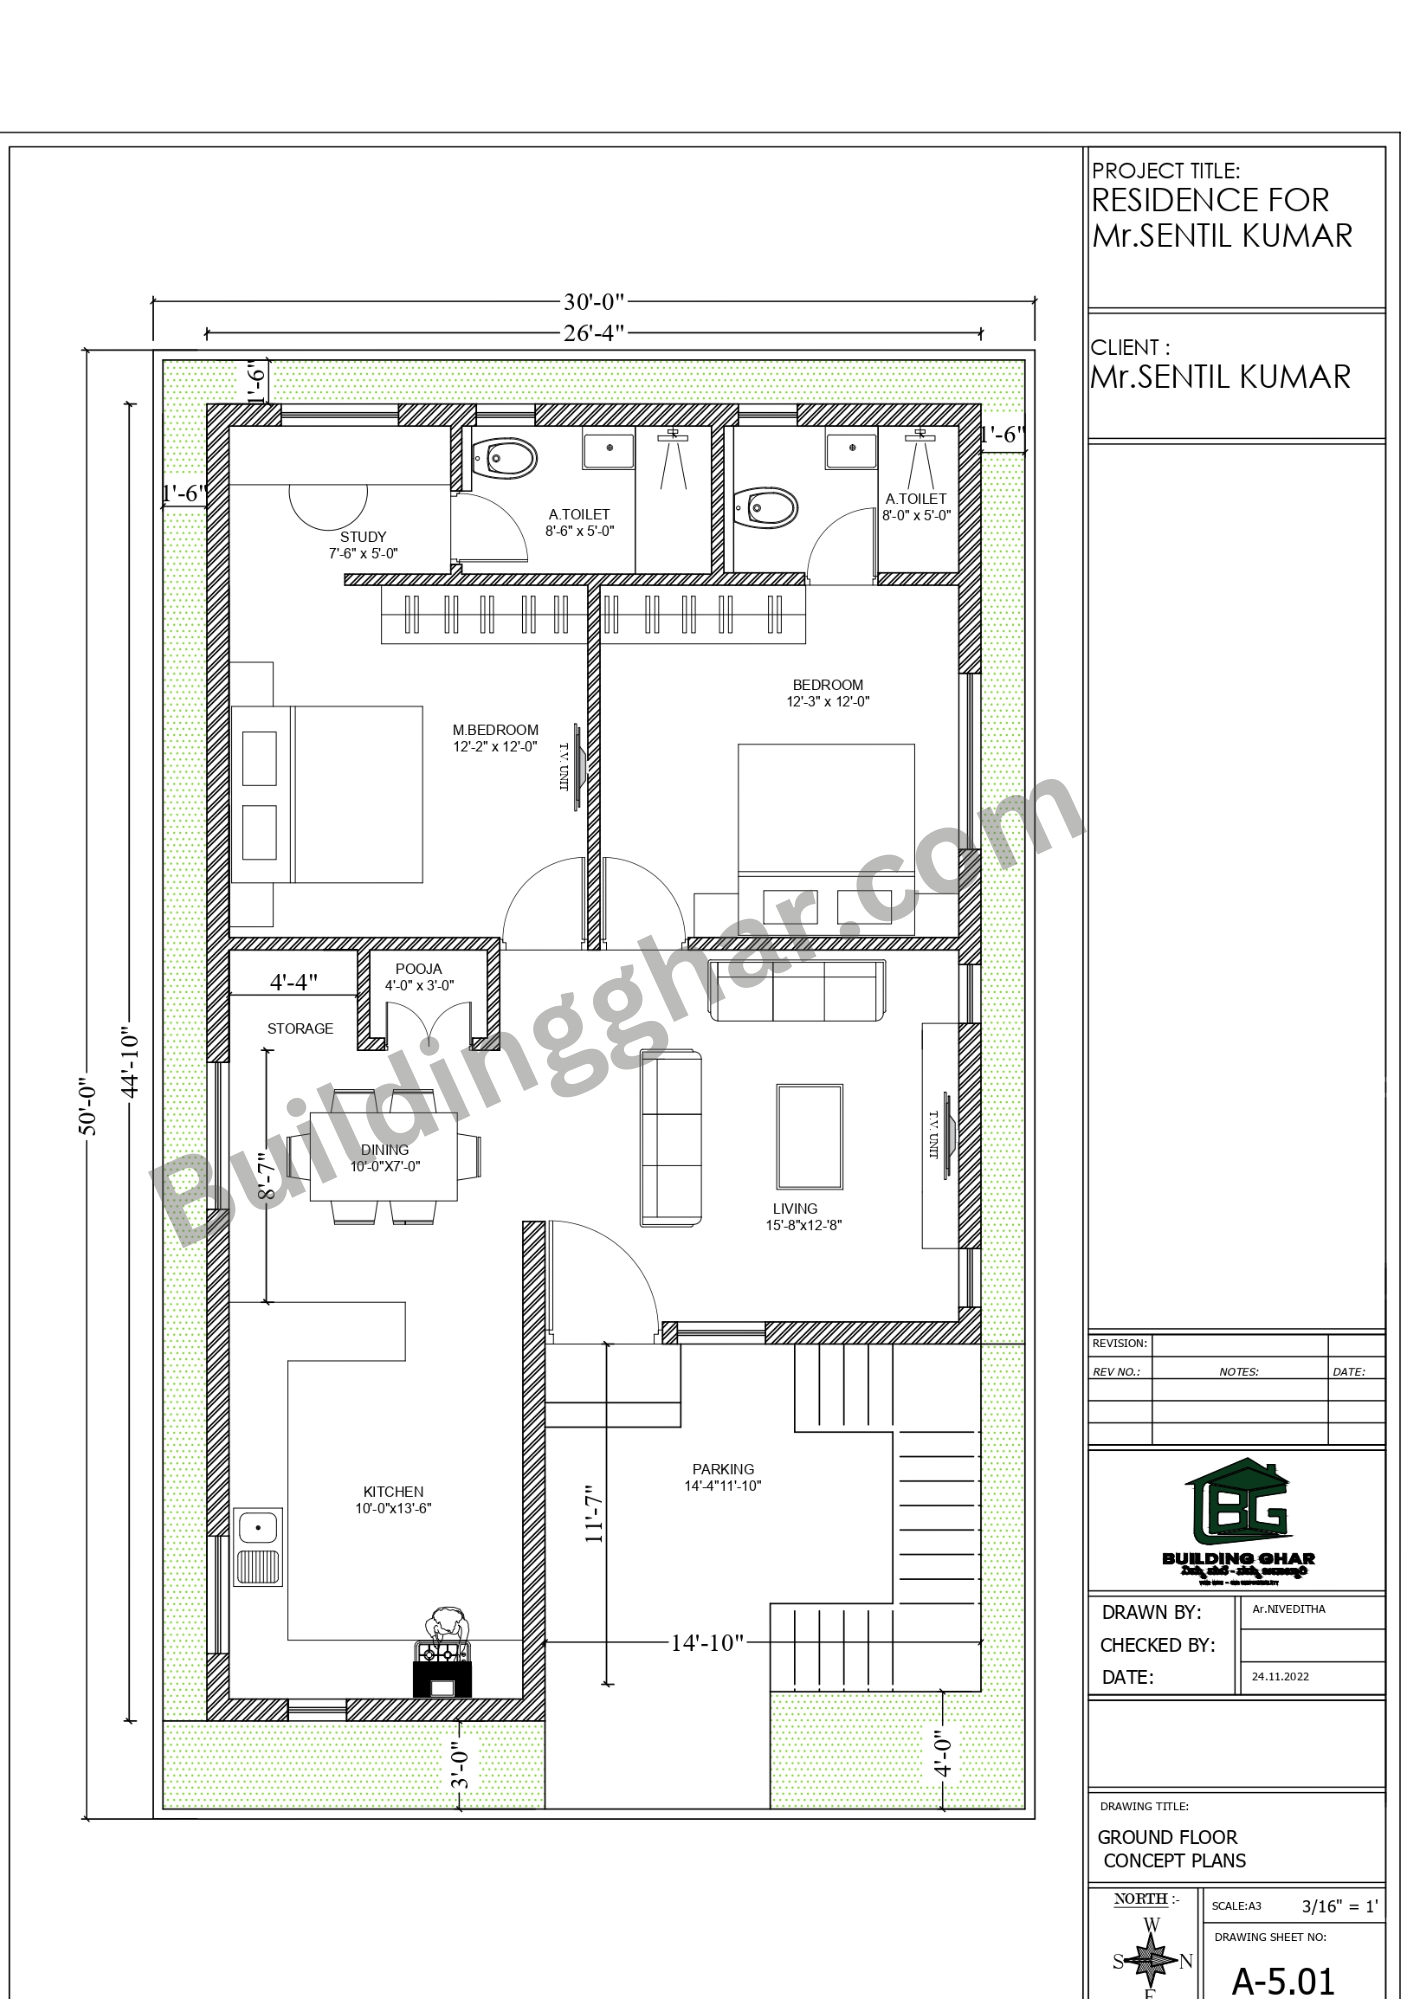 PROJECT TITLE:
RESIDENCE FOR
Mr.SENTIL KUMAR
CLIENT :
Mr.SENTIL KUMAR
30'-0"
26'-4"
1'-6"
1'-6"
1'-6"
A.TOILET
8'-6" x 5'-0"
A.TOILET
8'-0" x 5'-0"
STUDY
7'-6" x 5'-0"
BEDROOM
12'-3" x 12'-0"
M.BEDROOM
12'-2" x 12'-0"
T.V. UNIT
POOJA
4'-0" x 3'-0"
4'-4"
STORAGE
44'-10"
50'-0"
8'-7"
DINING
10'-0"X7'-0"
T.V. UNIT
LIVING
15'-8"x12-'8"
Buildingghar.com
PARKING
14'-4"11'-10"
KITCHEN
10'-0"x13'-6"
11'-7"
14'-10"
3'-0"
4'-0"
REVISION:
REV NO.: NOTES: DATE:
BG
BUILDING GHAR
DRAWN BY: Ar.NIVEDITHA
CHECKED BY:
DATE: 24.11.2022
DRAWING TITLE:
GROUND FLOOR
CONCEPT PLANS
NORTH :-
W
S N
E
SCALE:A3 3/16" = 1'
DRAWING SHEET NO:
A-5.01